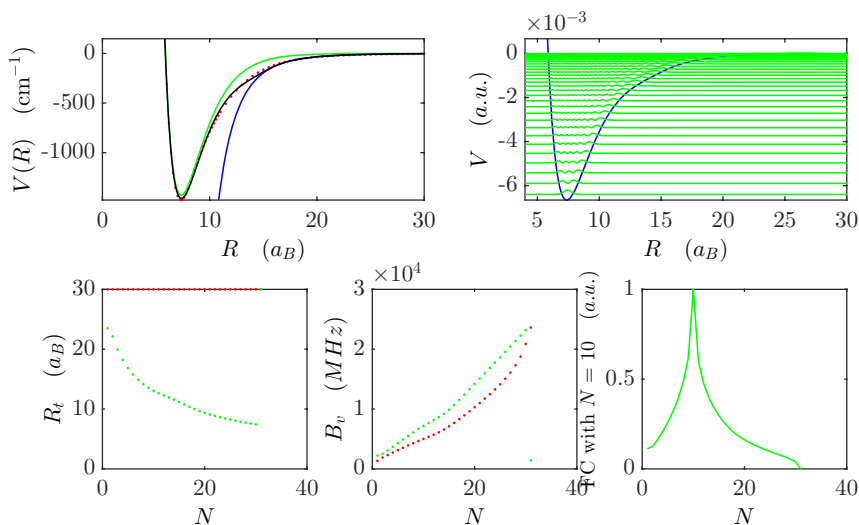 0
-500
-1000
V(R) (cm⁻¹)
10 20 30
R (a_B)
×10⁻³
0
-2
-4
-6
V (a.u.)
5 10 15 20 25 30
R (a_B)
30
20
10
0
R_t (a_B)
0 20 40
N
×10⁴
3
2
1
0
B_v (MHz)
0 20 40
N
1
0.5
0
FC with N = 10 (a.u.)
0 20 40
N